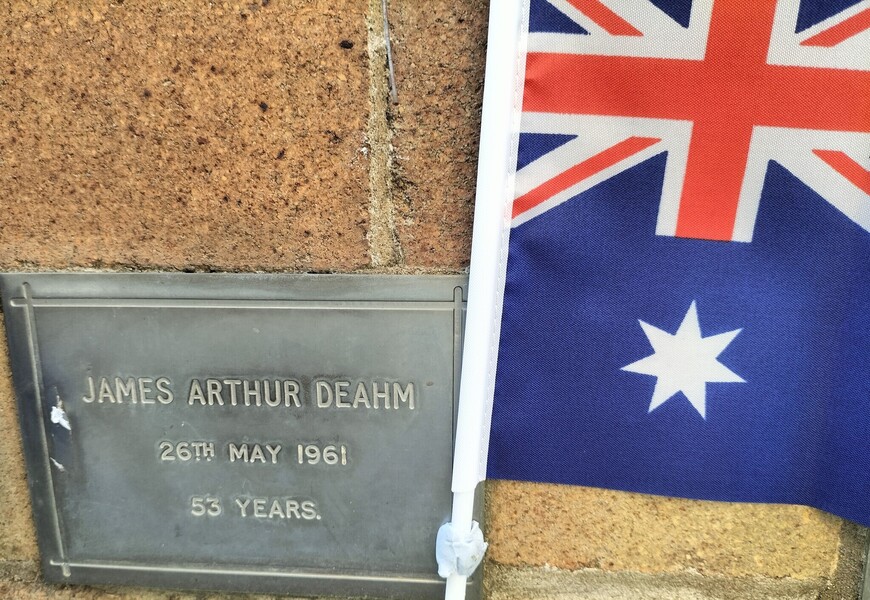 JAMES ARTHUR DEAHM
26TH MAY 1961
53 YEARS.